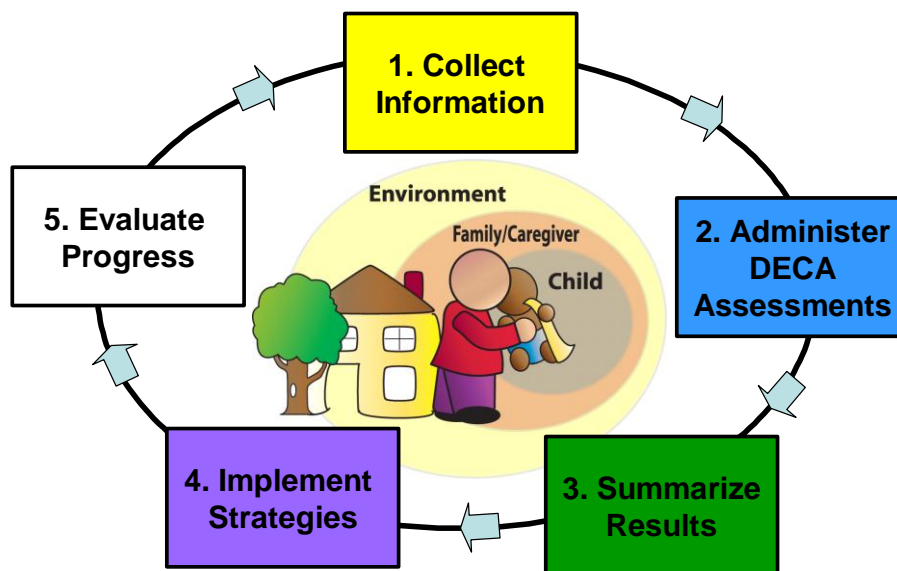 1. Collect
Information
Environment
Family/Caregiver
Child
2. Administer
DECA
Assessments
3. Summarize
Results
4. Implement
Strategies
5. Evaluate
Progress